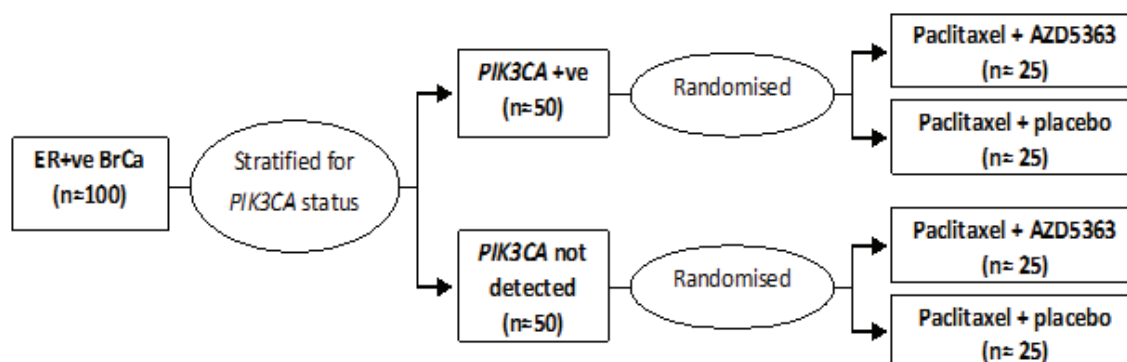 ER+ve BrCa
(n=100)
Stratified for
PIK3CA status
PIK3CA +ve
(n=50)
Randomised
Paclitaxel + AZD5363
(n= 25)
Paclitaxel + placebo
(n= 25)
PIK3CA not
detected
(n=50)
Randomised
Paclitaxel + AZD5363
(n= 25)
Paclitaxel + placebo
(n= 25)